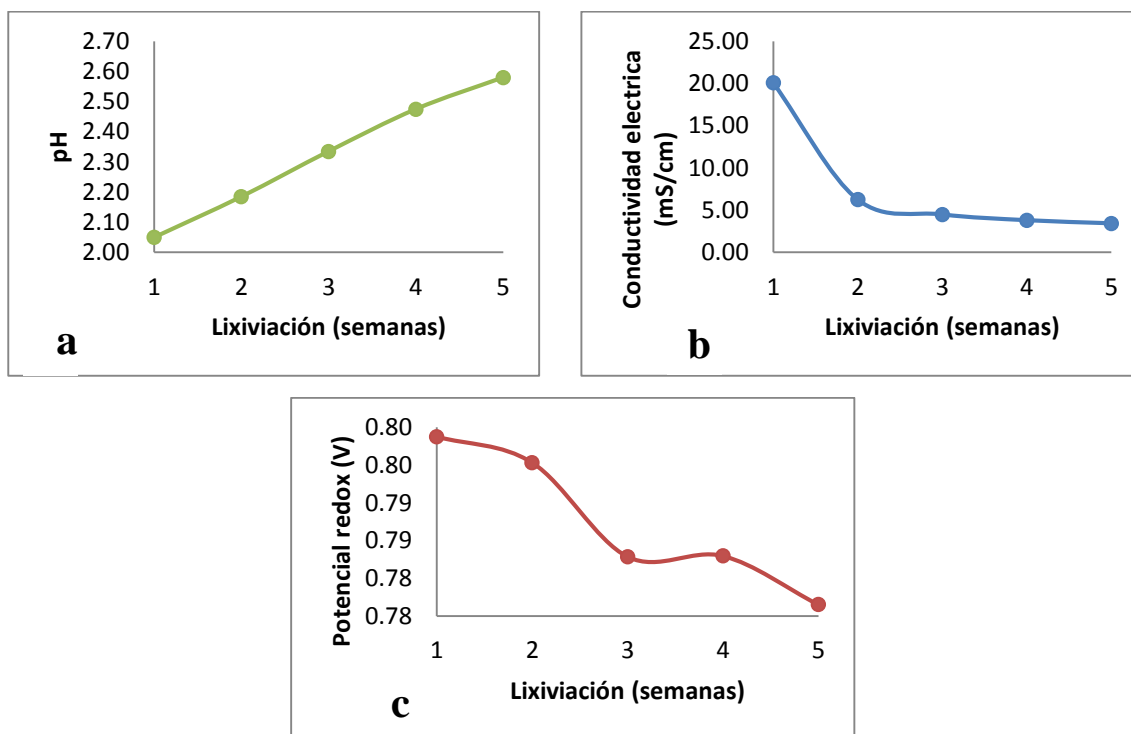 2.70
2.60
2.50
2.40
2.30
2.20
2.10
2.00
pH
1 2 3 4 5
Lixiviación (semanas)
a
25.00
20.00
15.00
10.00
5.00
0.00
Conductividad electrica
(mS/cm)
1 2 3 4 5
Lixiviación (semanas)
b
0.80
0.80
0.79
0.79
0.78
0.78
Potencial redox (V)
1 2 3 4 5
Lixiviación (semanas)
c